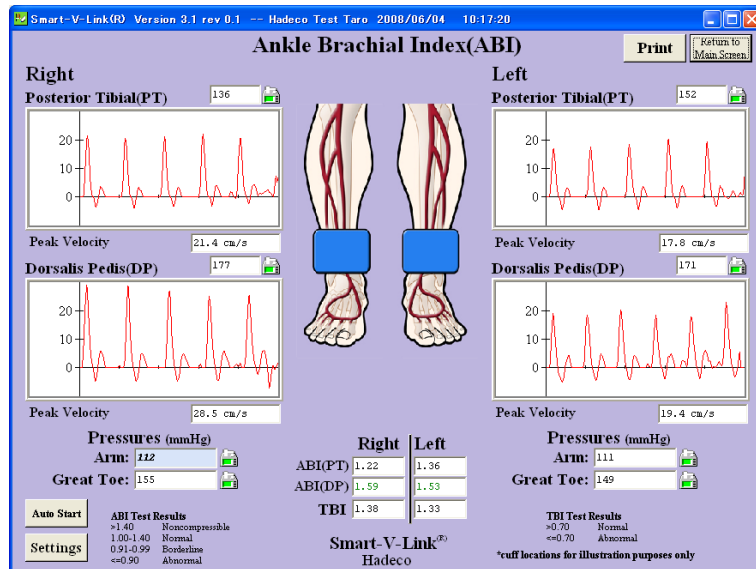 Smart-V-Link(R) Version 3.1 rev 0.1 -- Hadeco Test Taro 2008/06/04 10:17:20
Ankle Brachial Index(ABI)
Print
Return to
Main Screen
Right
Posterior Tibial(PT) 136
20
10
0
Peak Velocity 21.4 cm/s
Dorsalis Pedis(DP) 177
20
10
0
Peak Velocity 28.5 cm/s
Left
Posterior Tibial(PT) 152
20
10
0
Peak Velocity 17.8 cm/s
Dorsalis Pedis(DP) 171
20
10
0
Peak Velocity 19.4 cm/s
Pressures (mmHg)
Arm: 112
Great Toe: 155
Right Left
ABI(PT) 1.22 1.36
ABI(DP) 1.59 1.53
TBI 1.38 1.33
Pressures (mmHg)
Arm: 111
Great Toe: 149
Auto Start
Settings
ABI Test Results
>1.40 Noncompressible
1.00-1.40 Normal
0.91-0.99 Borderline
<=0.90 Abnormal
Smart-V-Link(R)
Hadeco
TBI Test Results
>0.70 Normal
<=0.70 Abnormal
*cuff locations for illustration purposes only